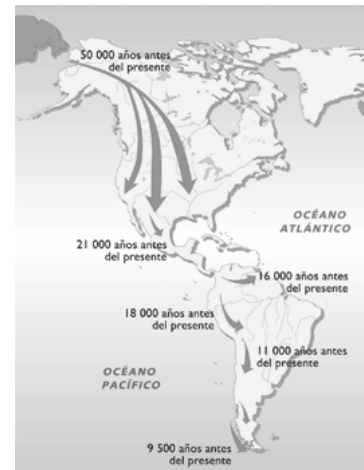 50 000 años antes
del presente
OCÉANO
ATLÁNTICO
21 000 años antes
del presente
16 000 años antes
del presente
18 000 años antes
del presente
11 000 años antes
del presente
OCÉANO
PACÍFICO
9 500 años antes
del presente